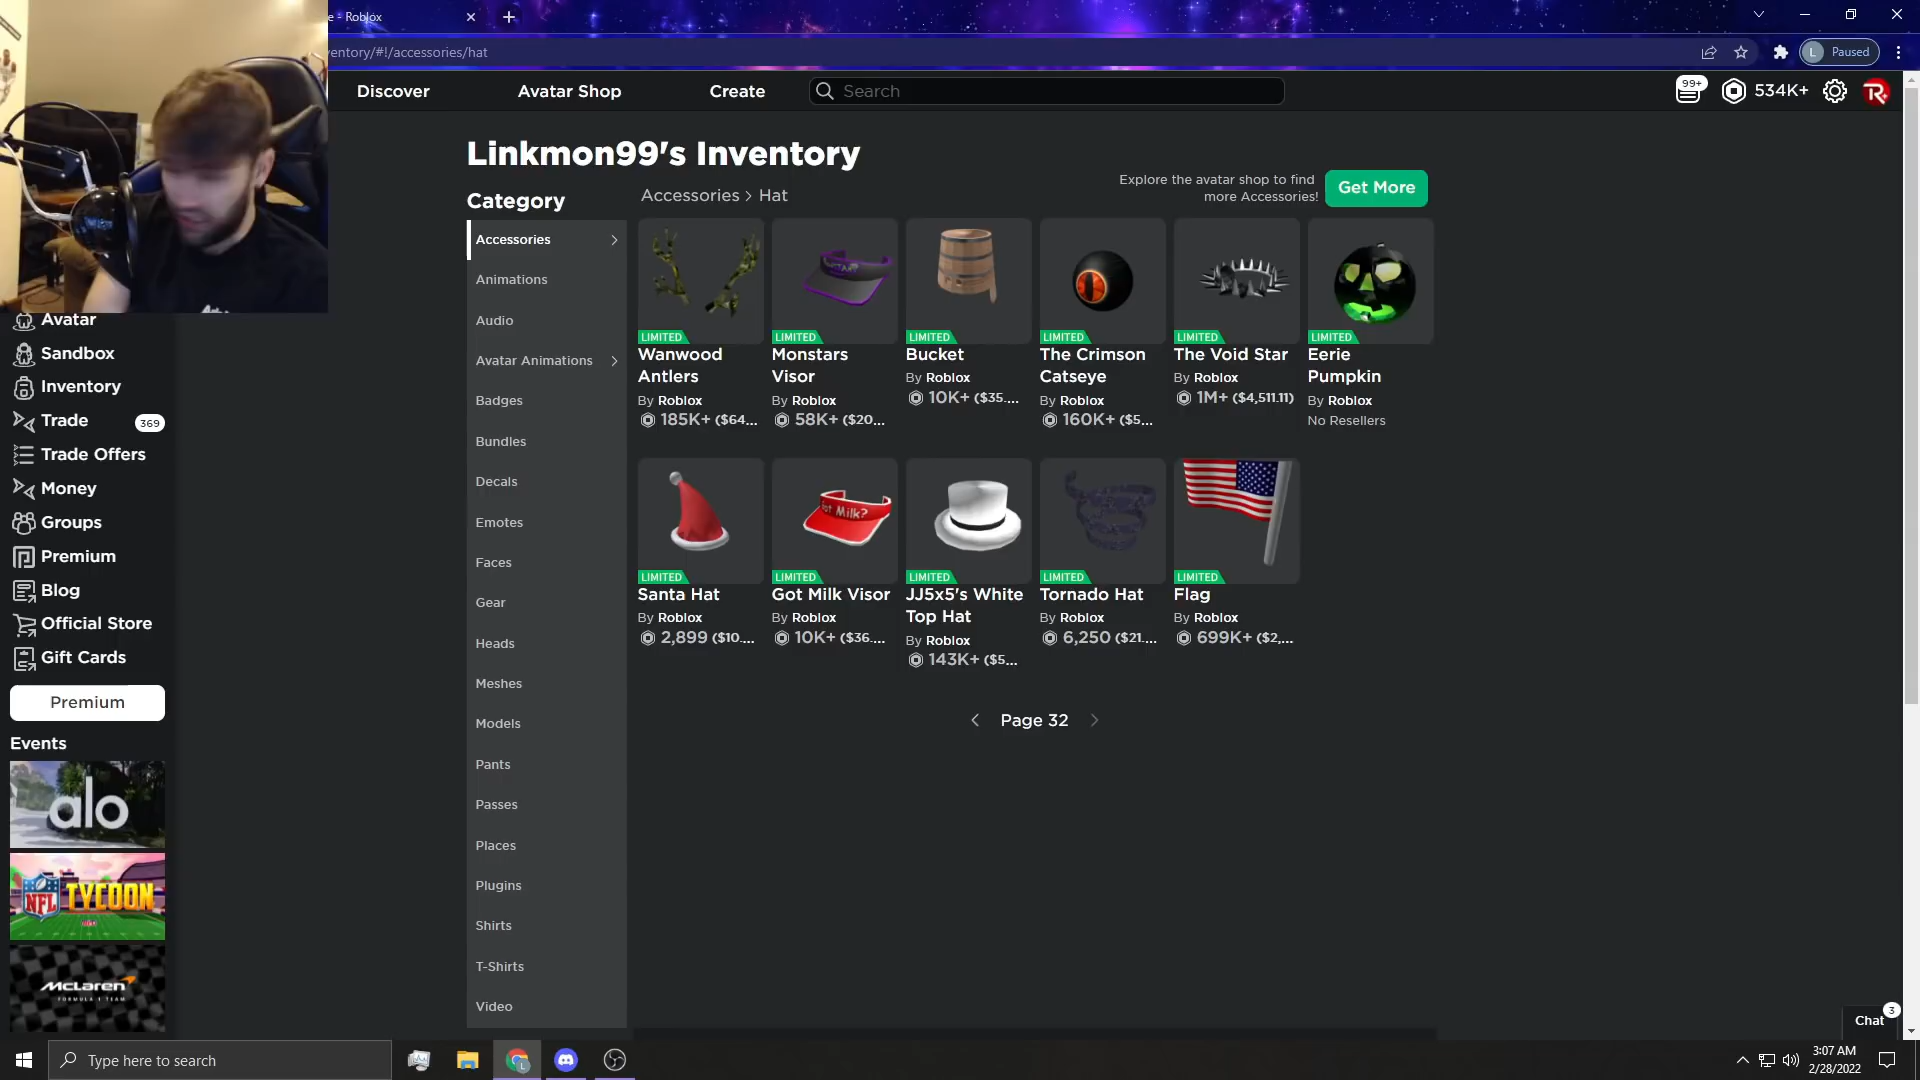 e - Roblox
ventory/#!/accessories/hat
L Paused
Discover
Avatar Shop
Create
Search
99+
534K+
Linkmon99's Inventory
Category
Accessories > Hat
Explore the avatar shop to find
more Accessories!
Get More
Accessories
Animations
Audio
Avatar Animations
Badges
Bundles
Decals
Emotes
Faces
Gear
Heads
Meshes
Models
Pants
Passes
Places
Plugins
Shirts
T-Shirts
Video
LIMITED
Wanwood
Antlers
By Roblox
185K+ ($64...
LIMITED
Monstars
Visor
By Roblox
58K+ ($20...
LIMITED
Bucket
By Roblox
10K+ ($35....
LIMITED
The Crimson
Catseye
By Roblox
160K+ ($5...
LIMITED
The Void Star
By Roblox
1M+ ($4,511.11)
LIMITED
Eerie
Pumpkin
By Roblox
No Resellers
LIMITED
Santa Hat
By Roblox
2,899 ($10....
Got Milk?
LIMITED
Got Milk Visor
By Roblox
10K+ ($36....
LIMITED
JJ5x5's White
Top Hat
By Roblox
143K+ ($5...
LIMITED
Tornado Hat
By Roblox
6,250 ($21....
LIMITED
Flag
By Roblox
699K+ ($2,...
Page 32
Avatar
Sandbox
Inventory
Trade
369
Trade Offers
Money
Groups
Premium
Blog
Official Store
Gift Cards
Premium
Events
alo
NFL TYCOON
McLaren
FORMULA 1 TEAM
Chat
3
Type here to search
3:07 AM
2/28/2022